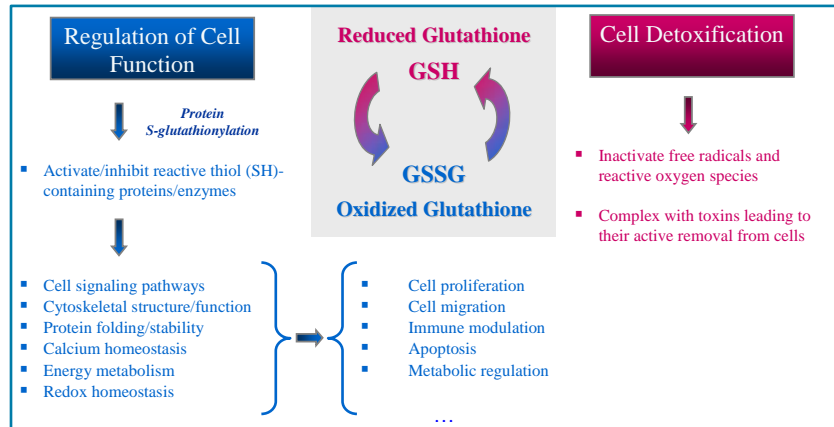 Regulation of Cell
Function
Protein
S-glutathionylation
▪ Activate/inhibit reactive thiol (SH)-
containing proteins/enzymes
▪ Cell signaling pathways
▪ Cytoskeletal structure/function
▪ Protein folding/stability
▪ Calcium homeostasis
▪ Energy metabolism
▪ Redox homeostasis
▪ Cell proliferation
▪ Cell migration
▪ Immune modulation
▪ Apoptosis
▪ Metabolic regulation
…
Reduced Glutathione
GSH
GSSG
Oxidized Glutathione
Cell Detoxification
▪ Inactivate free radicals and
reactive oxygen species
▪ Complex with toxins leading to
their active removal from cells